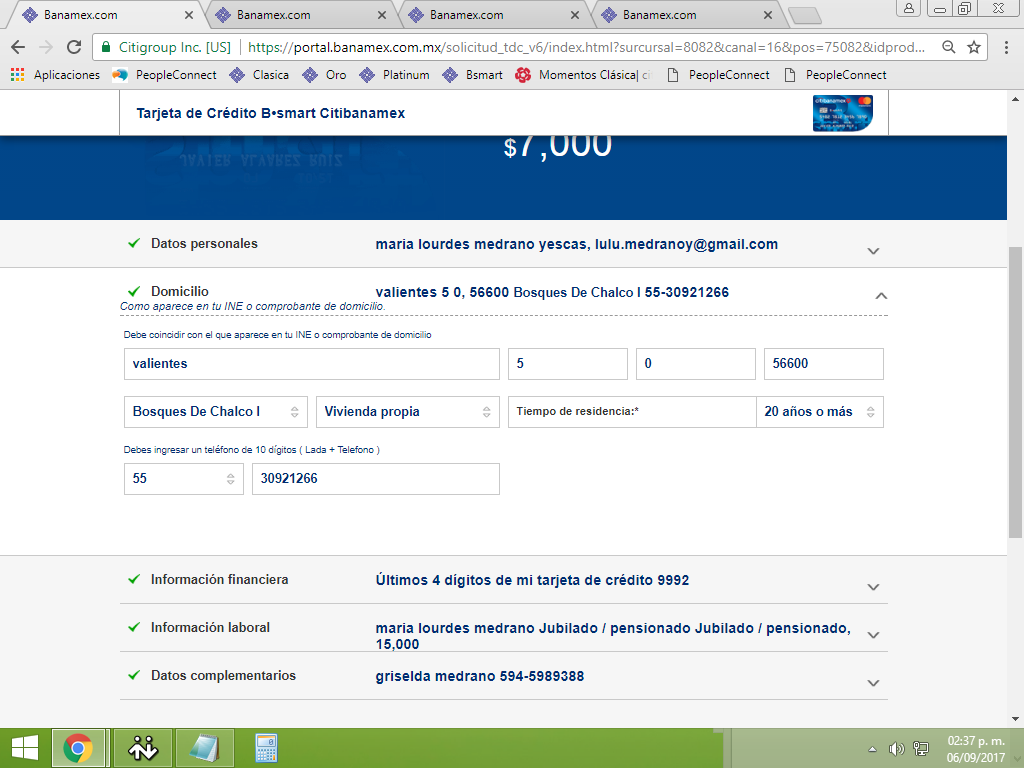 Banamex.com
Banamex.com
Banamex.com
Banamex.com
Citigroup Inc. [US] https://portal.banamex.com.mx/solicitud_tdc_v6/index.html?sursursal=8082&canal=16&pos=75082&idprod...
Aplicaciones PeopleConnect Clasica Oro Platinum Bsmart Momentos Clásica| ci PeopleConnect PeopleConnect
Tarjeta de Crédito B•smart Citibanamex
$7,000
Datos personales maria lourdes medrano yescas, lulu.medranoy@gmail.com
Domicilio valientes 5 0, 56600 Bosques De Chalco I 55-30921266
Como aparece en tu INE o comprobante de domicilio.
Debe coincidir con el que aparece en tu INE o comprobante de domicilio
valientes 5 0 56600
Bosques De Chalco I Vivienda propia Tiempo de residencia:* 20 años o más
Debes ingresar un teléfono de 10 dígitos ( Lada + Telefono )
55 30921266
Información financiera Últimos 4 dígitos de mi tarjeta de crédito 9992
Información laboral maria lourdes medrano Jubilado / pensionado Jubilado / pensionado,
15,000
Datos complementarios griselda medrano 594-5989388
02:37 p. m.
06/09/2017